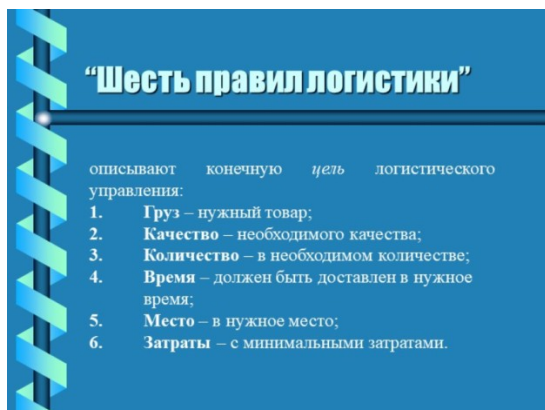 “Шесть правил логистики”
описывают конечную цель логистического
управления:
1. Груз – нужный товар;
2. Качество – необходимого качества;
3. Количество – в необходимом количестве;
4. Время – должен быть доставлен в нужное
время;
5. Место – в нужное место;
6. Затраты – с минимальными затратами.